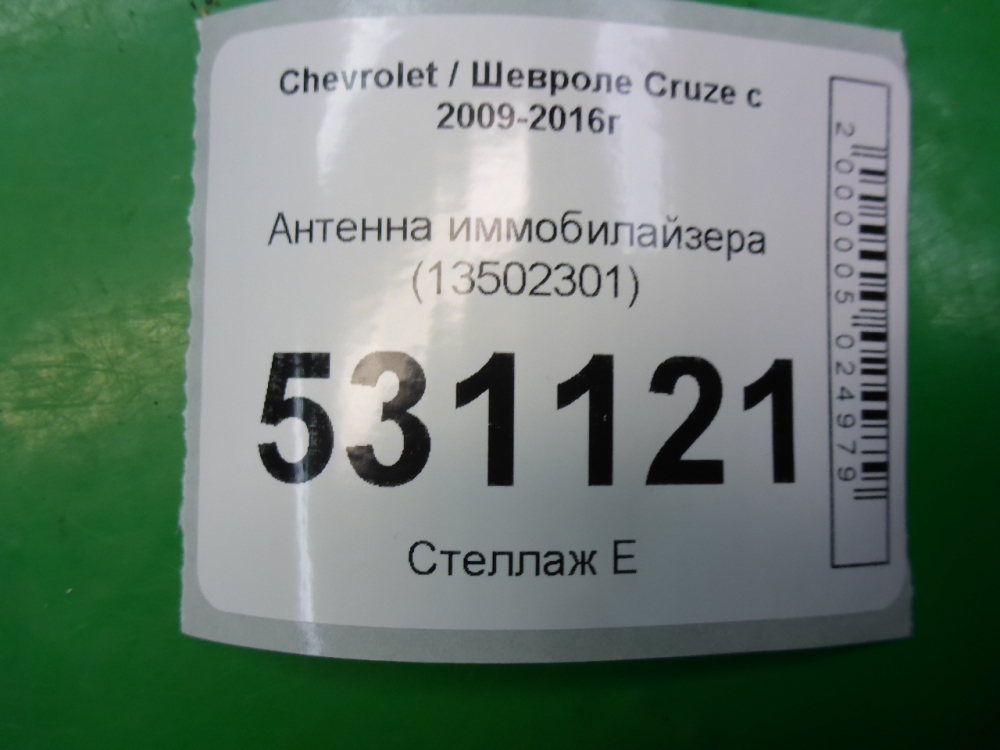 Chevrolet / Шевроле Cruze с
2009-2016г
Антенна иммобилайзера
(13502301)
531121
Стеллаж Е
2000005024979